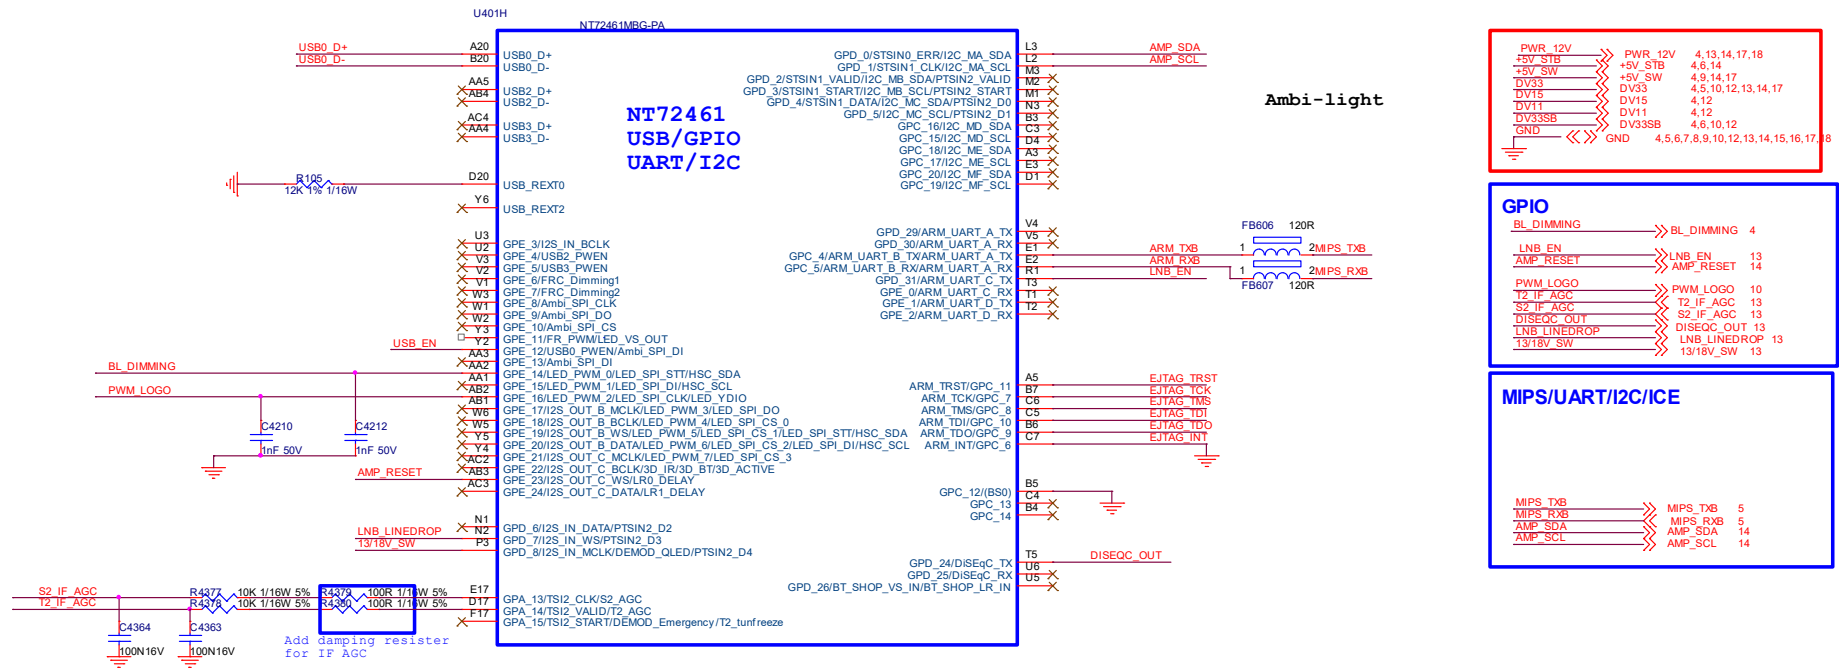 U401H
NT72461MBG-PA
NT72461
USB/GPIO
UART/I2C
USB0_D+ A20 USB0_D+
USB0_D- B20 USB0_D-
AA5 USB2_D+
AB4 USB2_D-
AC4 USB3_D+
AA4 USB3_D-
R105
12K 1% 1/16W
D20 USB_REXT0
Y6 USB_REXT2
U3 GPE_3/I2S_IN_BCLK
U2 GPE_4/USB2_PWEN
V3 GPE_5/USB3_PWEN
V2 GPE_6/FRC_Dimming1
V1 GPE_7/FRC_Dimming2
W3 GPE_8/Ambi_SPI_CLK
W1 GPE_9/Ambi_SPI_DO
W2 GPE_10/Ambi_SPI_CS
Y3 GPE_11/FR_PWM/LED_VS_OUT
USB_EN Y2 GPE_12/USB0_PWEN/Ambi_SPI_DI
AA3 GPE_13/Ambi_SPI_DI
BL_DIMMING AA2 GPE_14/LED_PWM_0/LED_SPI_STT/HSC_SDA
AA1 GPE_15/LED_PWM_1/LED_SPI_DI/HSC_SCL
PWM_LOGO AB2 GPE_16/LED_PWM_2/LED_SPI_CLK/LED_YDIO
AB1 GPE_17/I2S_OUT_B_MCLK/LED_PWM_3/LED_SPI_DO
W6 GPE_18/I2S_OUT_B_BCLK/LED_PWM_4/LED_SPI_CS_0
W5 GPE_19/I2S_OUT_B_WS/LED_PWM_5/LED_SPI_CS_1/LED_SPI_STT/HSC_SDA
Y5 GPE_20/I2S_OUT_B_DATA/LED_PWM_6/LED_SPI_CS_2/LED_SPI_DI/HSC_SCL
Y4 GPE_21/I2S_OUT_C_MCLK/LED_PWM_7/LED_SPI_CS_3
AC2 GPE_22/I2S_OUT_C_BCLK/3D_IR/3D_BT/3D_ACTIVE
AMP_RESET AB3 GPE_23/I2S_OUT_C_WS/LR0_DELAY
AC3 GPE_24/I2S_OUT_C_DATA/LR1_DELAY
C4210
1nF 50V
C4212
1nF 50V
N1 GPD_6/I2S_IN_DATA/PTSIN2_D2
LNB_LINEDROP N2 GPD_7/I2S_IN_WS/PTSIN2_D3
13/18V_SW P3 GPD_8/I2S_IN_MCLK/DEMOD_QLED/PTSIN2_D4
S2_IF_AGC R4377 10K 1/16W 5% R4379 100R 1/16W 5% E17 GPA_13/TSI2_CLK/S2_AGC
T2_IF_AGC R4378 10K 1/16W 5% R4380 100R 1/16W 5% D17 GPA_14/TSI2_VALID/T2_AGC
F17 GPA_15/TSI2_START/DEMOD_Emergency/T2_tunfreeze
C4364
100N16V
C4363
100N16V
Add damping resister
for IF AGC
GPD_0/STSIN0_ERR/I2C_MA_SDA L3 AMP_SDA
GPD_1/STSIN1_CLK/I2C_MA_SCL L2 AMP_SCL
GPD_2/STSIN1_VALID/I2C_MB_SDA/PTSIN2_VALID M3
GPD_3/STSIN1_START/I2C_MB_SCL/PTSIN2_START M2
GPD_4/STSIN1_DATA/I2C_MC_SDA/PTSIN2_D0 M1
GPD_5/I2C_MC_SCL/PTSIN2_D1 N3
GPC_16/I2C_MD_SDA B3
GPC_15/I2C_MD_SCL C3
GPC_18/I2C_ME_SDA D4
GPC_17/I2C_ME_SCL A3
GPC_20/I2C_MF_SDA E3
GPC_19/I2C_MF_SCL D1
GPD_29/ARM_UART_A_TX V4
GPD_30/ARM_UART_A_RX V5
GPC_4/ARM_UART_B_TX/ARM_UART_A_TX E1 ARM_TXB
GPC_5/ARM_UART_B_RX/ARM_UART_A_RX E2 ARM_RXB
GPD_31/ARM_UART_C_TX R1 LNB_EN
GPE_0/ARM_UART_C_RX T3
GPE_1/ARM_UART_D_TX T1
GPE_2/ARM_UART_D_RX T2
FB606 120R
1 2 MIPS_TXB
1 2 MIPS_RXB
FB607 120R
ARM_TRST/GPC_11 A5 EJTAG_TRST
ARM_TCK/GPC_7 B7 EJTAG_TCK
ARM_TMS/GPC_8 C6 EJTAG_TMS
ARM_TDI/GPC_10 C5 EJTAG_TDI
ARM_TDO/GPC_9 B6 EJTAG_TDO
ARM_INT/GPC_6 C7 EJTAG_INT
GPC_12/(BS0) B5
GPC_13 C4
GPC_14 B4
GPD_24/DiSEqC_TX T5 DISEQC_OUT
GPD_25/DiSEqC_RX U6
GPD_26/BT_SHOP_VS_IN/BT_SHOP_LR_IN U5
Ambi-light
PWR_12V PWR_12V 4,13,14,17,18
+5V_STB +5V_STB 4,6,14
+5V_SW +5V_SW 4,9,14,17
DV33 DV33 4,5,10,12,13,14,17
DV15 DV15 4,12
DV11 DV11 4,12
DV33SB DV33SB 4,6,10,12
GND GND 4,5,6,7,8,9,10,12,13,14,15,16,17,18
GPIO
BL_DIMMING BL_DIMMING 4
LNB_EN LNB_EN 13
AMP_RESET AMP_RESET 14
PWM_LOGO PWM_LOGO 10
T2_IF_AGC T2_IF_AGC 13
S2_IF_AGC S2_IF_AGC 13
DISEQC_OUT DISEQC_OUT 13
LNB_LINEDROP LNB_LINEDROP 13
13/18V_SW 13/18V_SW 13
MIPS/UART/I2C/ICE
MIPS_TXB MIPS_TXB 5
MIPS_RXB MIPS_RXB 5
AMP_SDA AMP_SDA 14
AMP_SCL AMP_SCL 14